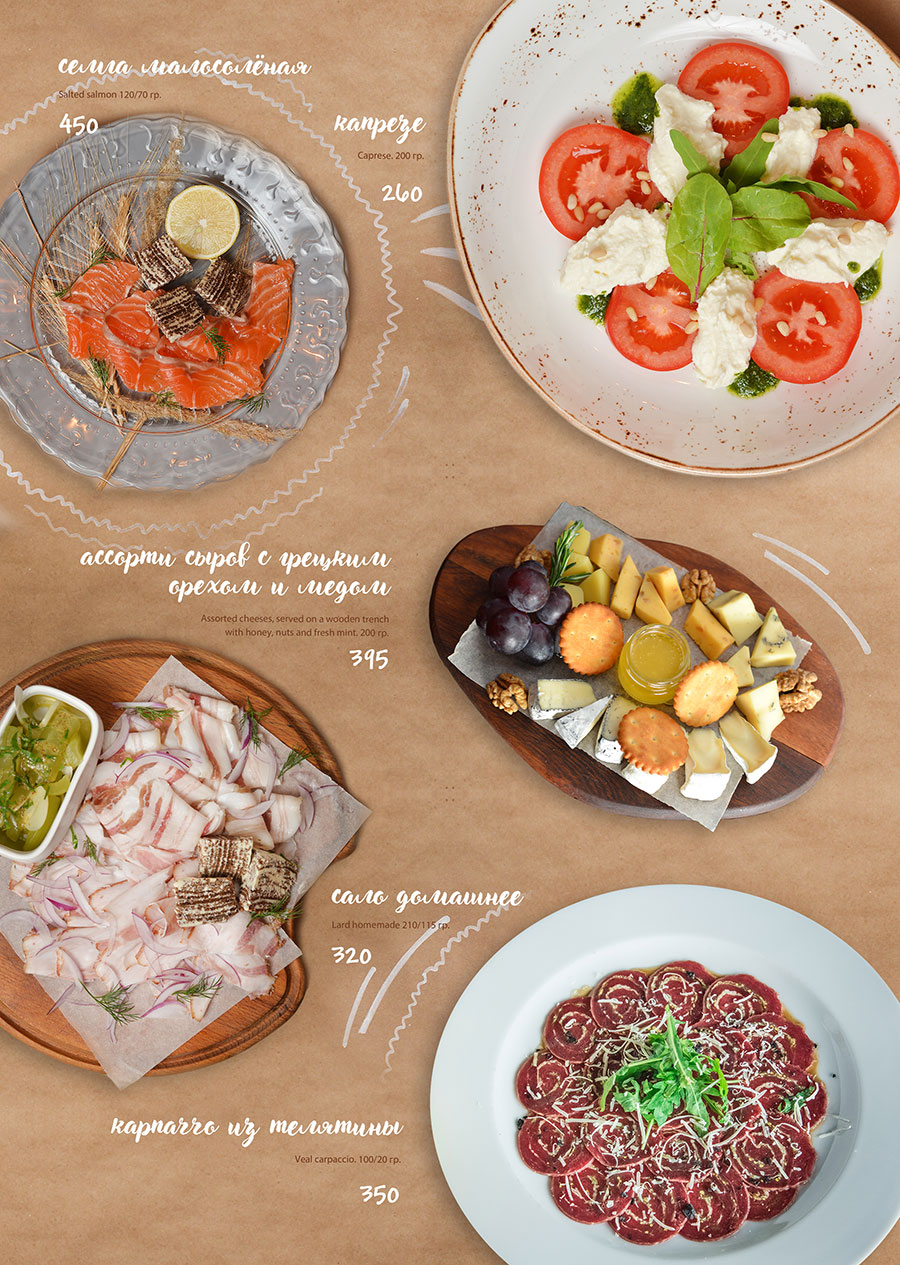 семга малосолёная
Salted salmon 120/70 гр.
450
капрезе
Caprese. 200 гр.
260
ассорти сыров с грецким
орехом и медом
Assorted cheeses, served on a wooden trench
with honey, nuts and fresh mint. 200 гр.
395
сало домашнее
Lard homemade 210/115 гр.
320
карпаччо из телятины
Veal carpaccio. 100/20 гр.
350